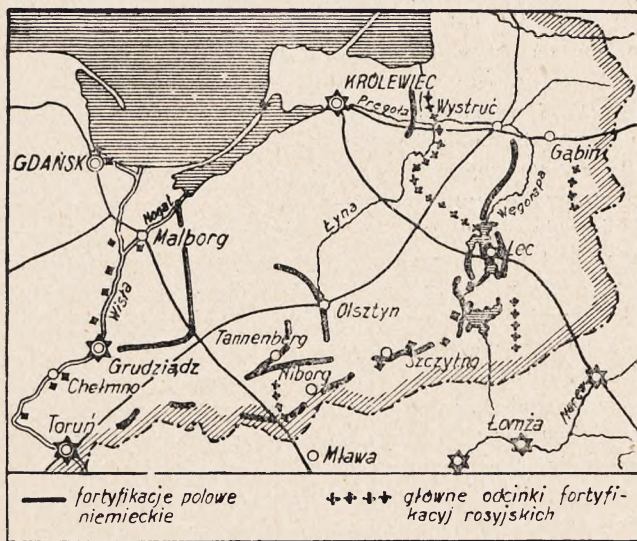 KRÓLEWIEC
Pregoła
Wystruć
GDAŃSK
Gąbin
Nogat
Łyna
Węgorapa
Malborg
Lec
Wisła
Olsztyn
Tannenberg
Grudziądz
Szczytno
Niborg
Chełmno
Toruń
Łomża
Narew
Mława
fortyfikacje polowe
niemieckie
główne odcinki fortyfi-
kacyj rosyjskich